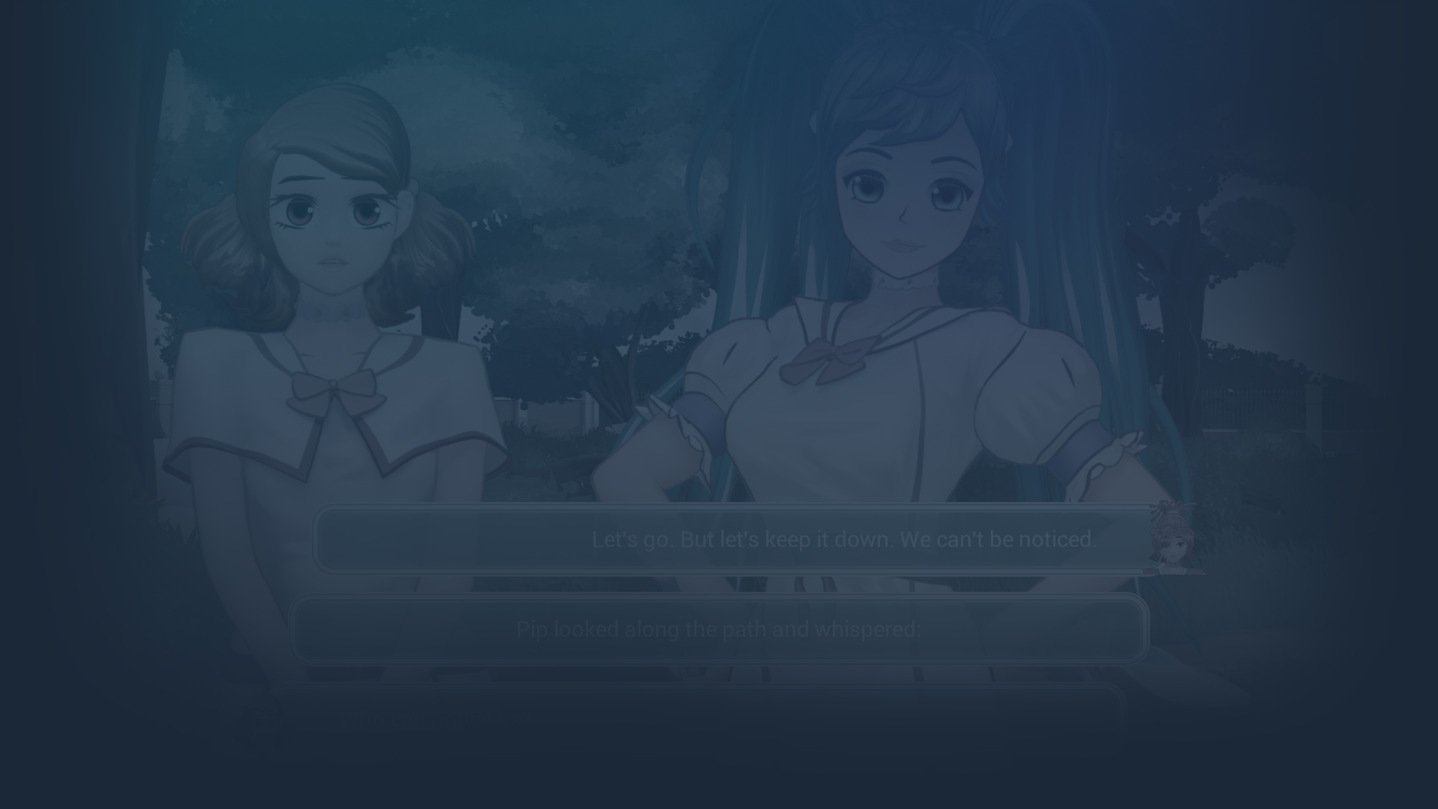 Let's go. But let's keep it down. We can't be noticed.
Pip looked along the path and whispered: